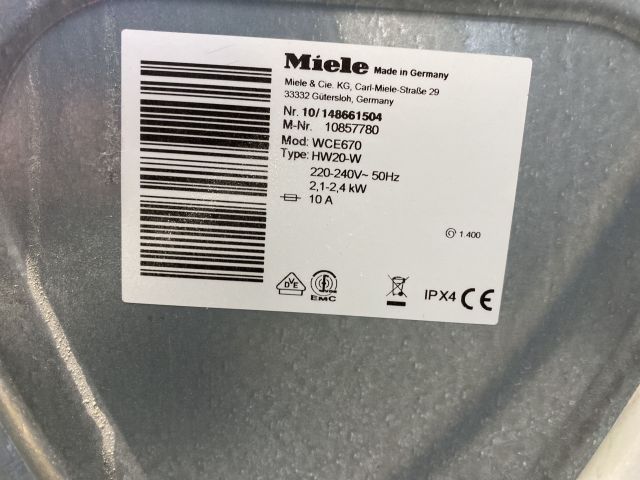 Miele Made in Germany
Miele & Cie. KG, Carl-Miele-Straße 29
33332 Gütersloh, Germany
Nr. 10/148661504
M-Nr. 10857780
Mod: WCE670
Type: HW20-W
220-240V~ 50Hz
2,1-2,4 kW
10 A
1 400
DVE
EMC
IPX4 CE